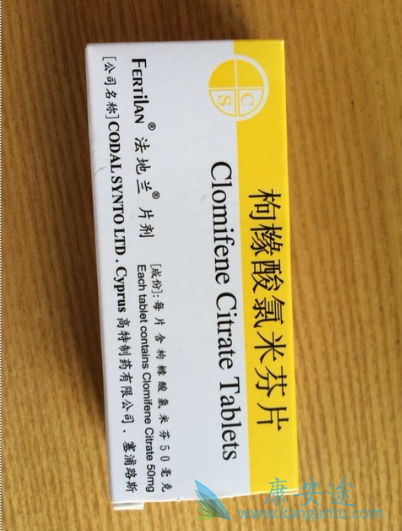 CS
枸橼酸氯米芬片
Clomifene Citrate Tablets
[成份]:每片含枸橼酸氯米芬50毫克
Each tablet contains Clomifene Citrate 50mg
FERTILAN® 法地兰® 片剂
[公司名称]CODAL SYNTO LTD. Cyprus 高特制药有限公司.塞浦路斯
康安途
www.kangantu.com